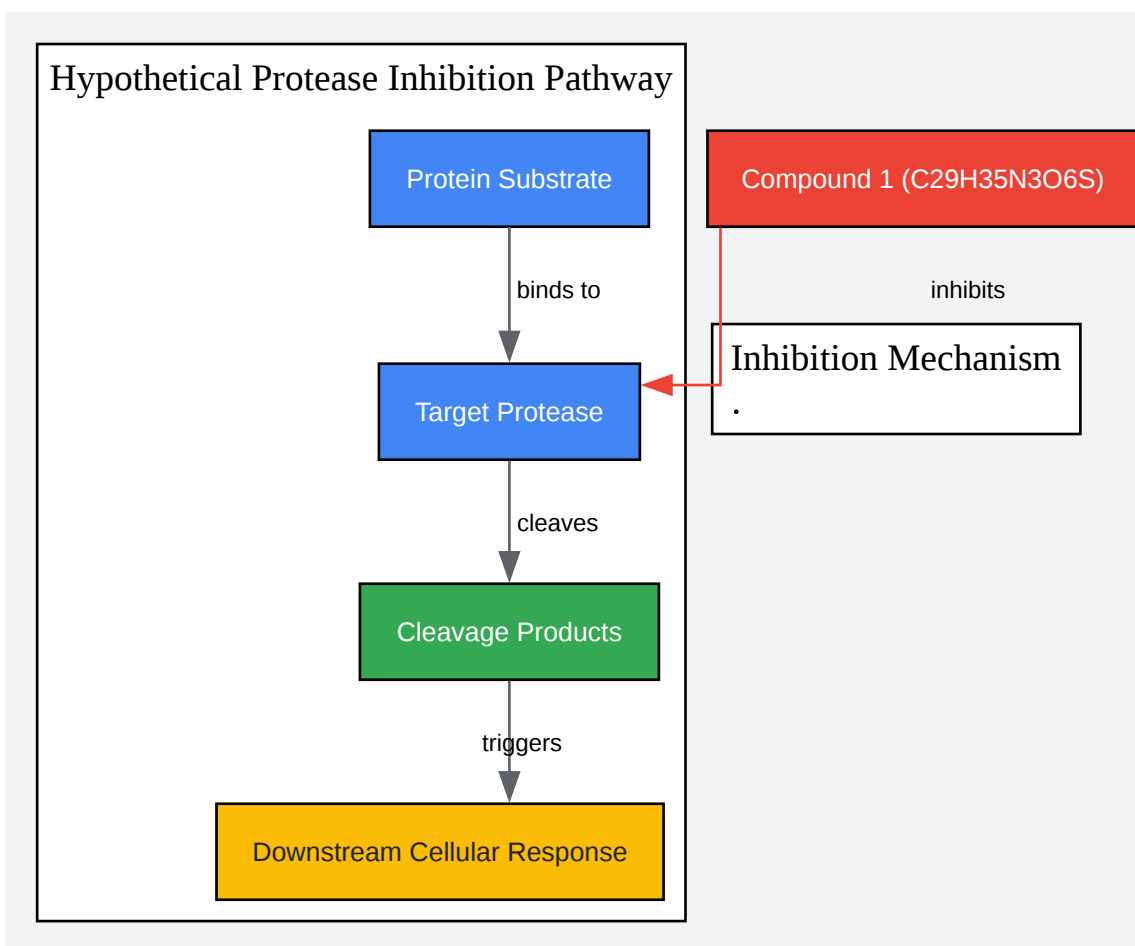 Hypothetical Protease Inhibition Pathway
Protein Substrate
Compound 1 (C29H35N3O6S)
binds to
inhibits
Inhibition Mechanism
.
Target Protease
cleaves
Cleavage Products
triggers
Downstream Cellular Response